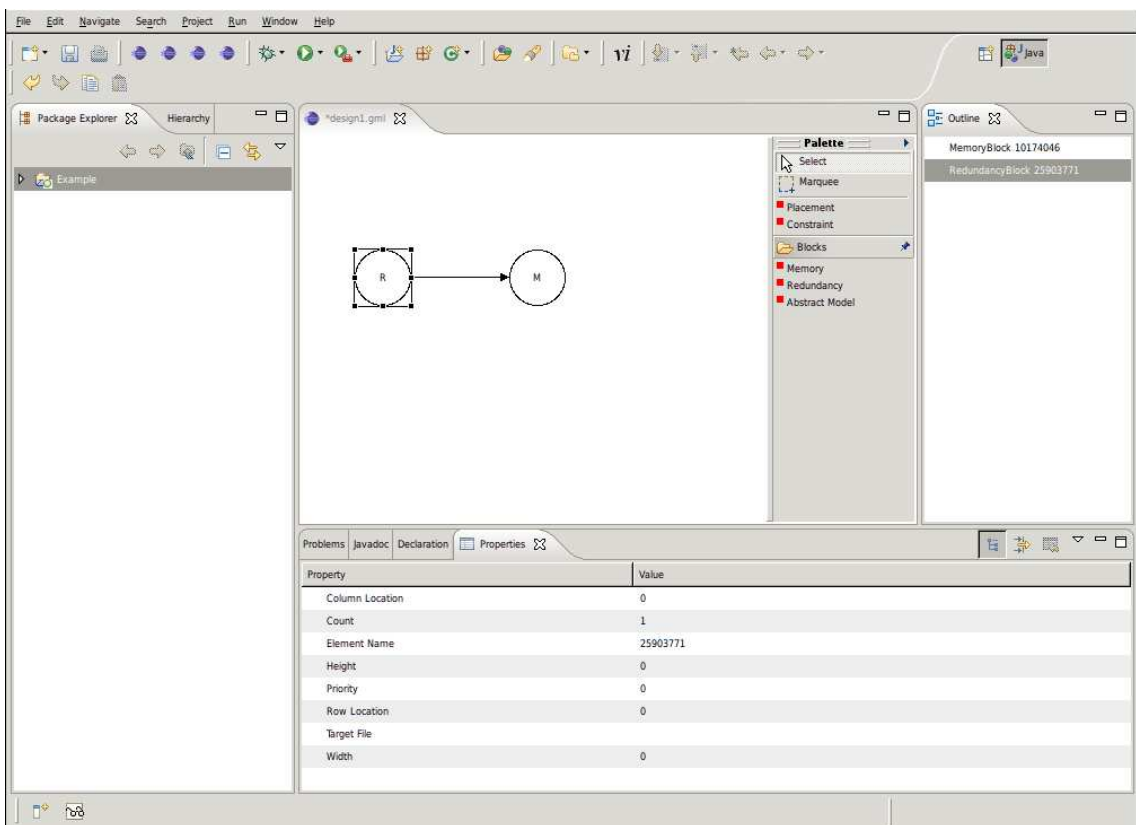 File Edit Navigate Search Project Run Window Help
vi
Java
Package Explorer
Hierarchy
*design1.gml
Outline
Example
Palette
Select
Marquee
Placement
Constraint
Blocks
Memory
Redundancy
Abstract Model
MemoryBlock 10174046
RedundancyBlock 25903771
R
M
Problems Javadoc Declaration Properties
Property Value
Column Location 0
Count 1
Element Name 25903771
Height 0
Priority 0
Row Location 0
Target File
Width 0